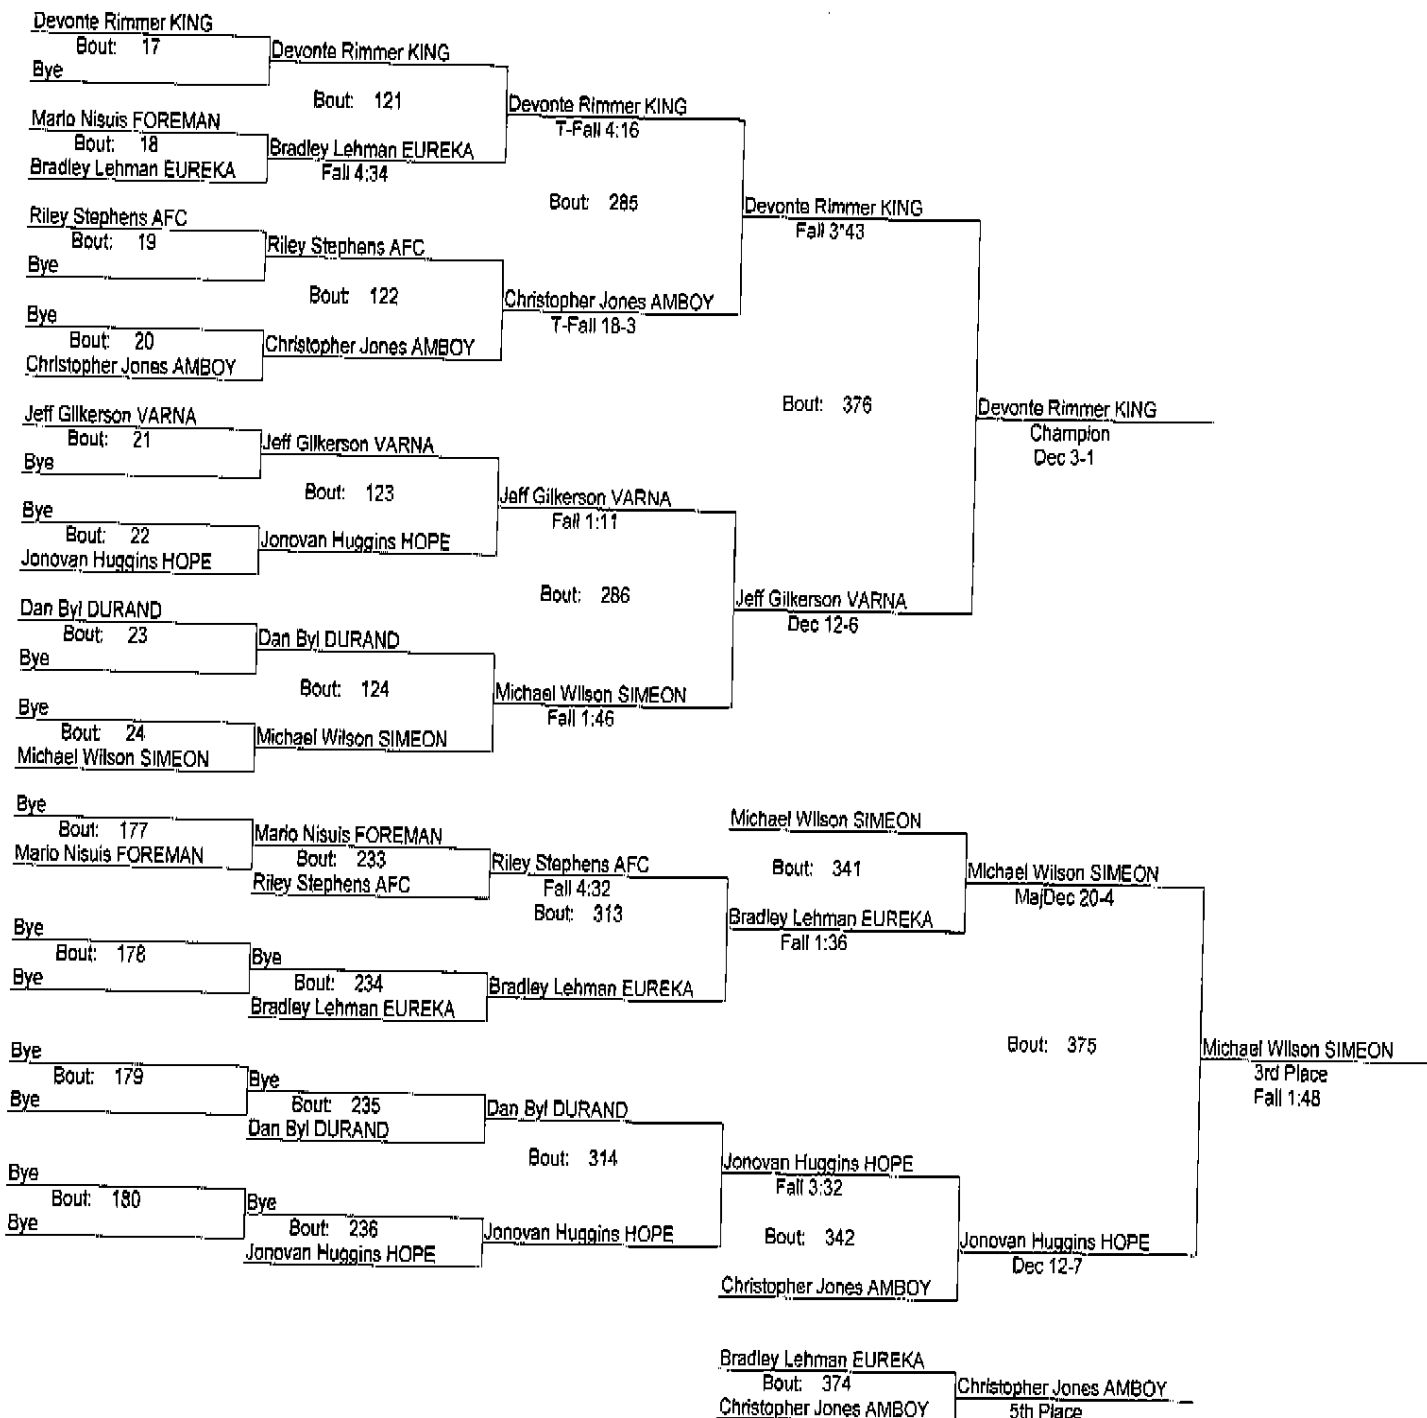 Devonte Rimmer KING
Bout: 17
Devonte Rimmer KING
Bye
Bout: 121
Devonte Rimmer KING
T-Fall 4:16
Mario Nisuis FOREMAN
Bout: 18
Bradley Lehman EUREKA
Fall 4:34
Bradley Lehman EUREKA
Bout: 285
Devonte Rimmer KING
Fall 3*43
Riley Stephens AFC
Bout: 19
Riley Stephens AFC
Bye
Bout: 122
Christopher Jones AMBOY
T-Fall 18-3
Bye
Bout: 20
Christopher Jones AMBOY
Christopher Jones AMBOY
Bout: 376
Devonte Rimmer KING
Champion
Dec 3-1
Jeff Gilkerson VARNA
Bout: 21
Jeff Gilkerson VARNA
Bye
Bout: 123
Jeff Gilkerson VARNA
Fall 1:11
Bye
Bout: 22
Jonovan Huggins HOPE
Jonovan Huggins HOPE
Bout: 286
Jeff Gilkerson VARNA
Dec 12-6
Dan Byl DURAND
Bout: 23
Dan Byl DURAND
Bye
Bout: 124
Michael Wilson SIMEON
Fall 1:46
Bye
Bout: 24
Michael Wilson SIMEON
Michael Wilson SIMEON
Bye
Bout: 177
Mario Nisuis FOREMAN
Mario Nisuis FOREMAN
Bout: 233
Riley Stephens AFC
Riley Stephens AFC
Fall 4:32
Bout: 313
Michael Wilson SIMEON
Bout: 341
Michael Wilson SIMEON
MajDec 20-4
Bradley Lehman EUREKA
Fall 1:36
Bye
Bout: 178
Bye
Bye
Bout: 234
Bradley Lehman EUREKA
Bradley Lehman EUREKA
Bout: 375
Michael Wilson SIMEON
3rd Place
Fall 1:48
Bye
Bout: 179
Bye
Bye
Bout: 235
Dan Byl DURAND
Dan Byl DURAND
Bout: 314
Jonovan Huggins HOPE
Fall 3:32
Bye
Bout: 180
Bye
Bye
Bout: 236
Jonovan Huggins HOPE
Jonovan Huggins HOPE
Bout: 342
Jonovan Huggins HOPE
Dec 12-7
Christopher Jones AMBOY
Bradley Lehman EUREKA
Bout: 374
Christopher Jones AMBOY
Christopher Jones AMBOY
5th Place